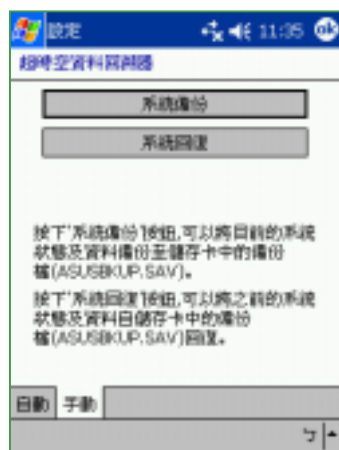 設定 11:35 ok
超時空資料回溯器
系統備份
系統回復
按下'系統備份'按鈕,可以將目前的系統
狀態及資料備份至儲存卡中的備份
檔(ASUSBKUP.SAV)。
按下'系統回復'按鈕,可以將之前的系統
狀態及資料自儲存卡中的備份
檔(ASUSBKUP.SAV)回復。
自動 手動
ㄅ